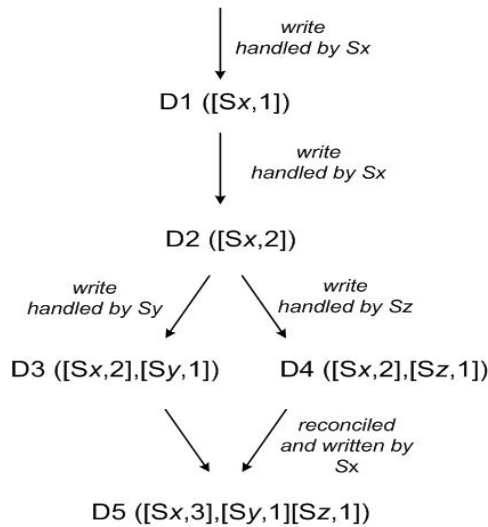 write
handled by Sx
D1 ([Sx,1])
write
handled by Sx
D2 ([Sx,2])
write
handled by Sy
write
handled by Sz
D3 ([Sx,2],[Sy,1])
D4 ([Sx,2],[Sz,1])
reconciled
and written by
Sx
D5 ([Sx,3],[Sy,1][Sz,1])